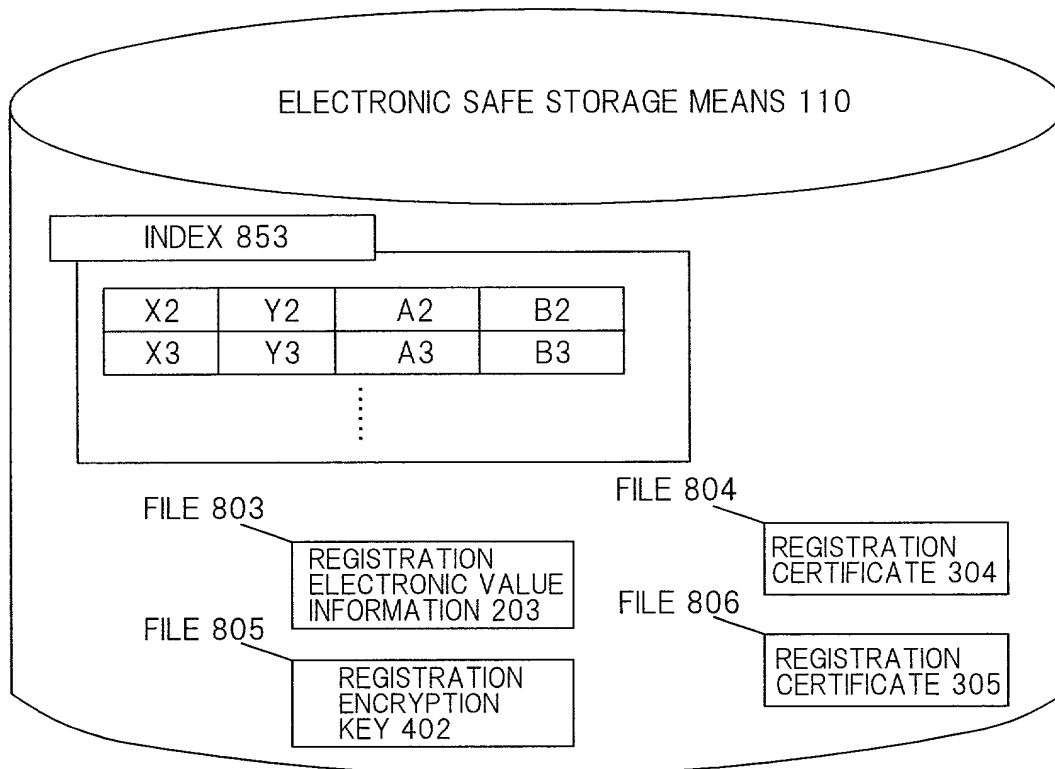 ELECTRONIC SAFE STORAGE MEANS 110
INDEX 853
X2 Y2 A2 B2
X3 Y3 A3 B3
FILE 803
REGISTRATION
ELECTRONIC VALUE
INFORMATION 203
FILE 804
REGISTRATION
CERTIFICATE 304
FILE 805
REGISTRATION
ENCRYPTION
KEY 402
FILE 806
REGISTRATION
CERTIFICATE 305